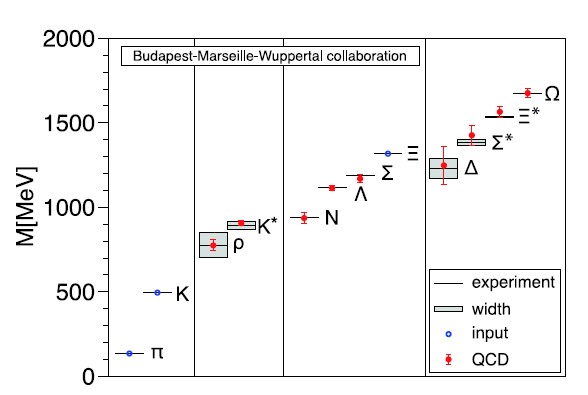 2000
Budapest-Marseille-Wuppertal collaboration
1500
1000
500
0
M[MeV]
π
K
ρ
K*
N
Λ
Σ
Ξ
Δ
Σ*
Ξ*
Ω
experiment
width
input
QCD